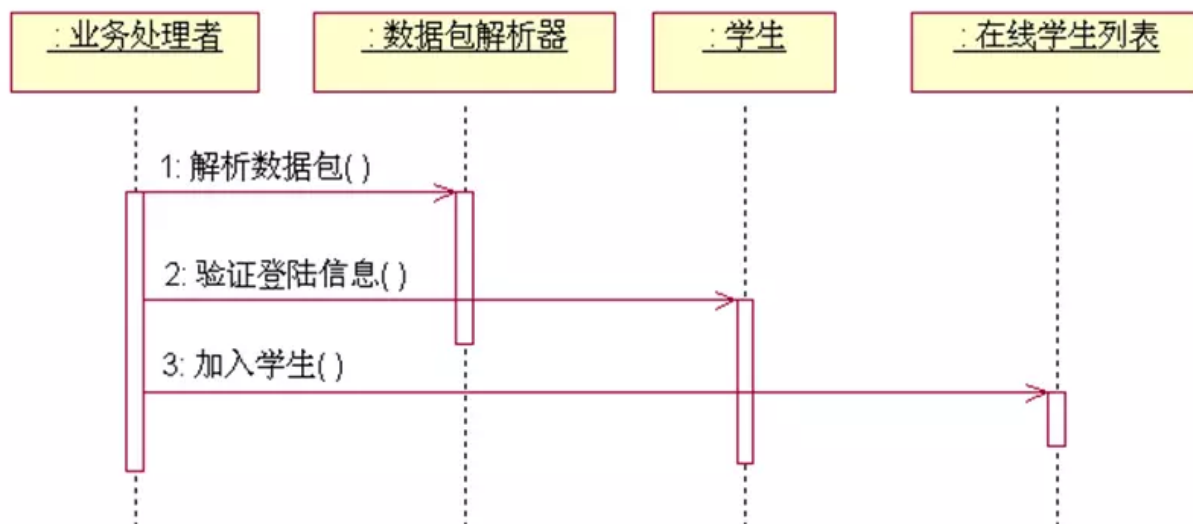 : 业务处理者
: 数据包解析器
: 学生
: 在线学生列表
1: 解析数据包( )
2: 验证登陆信息( )
3: 加入学生( )